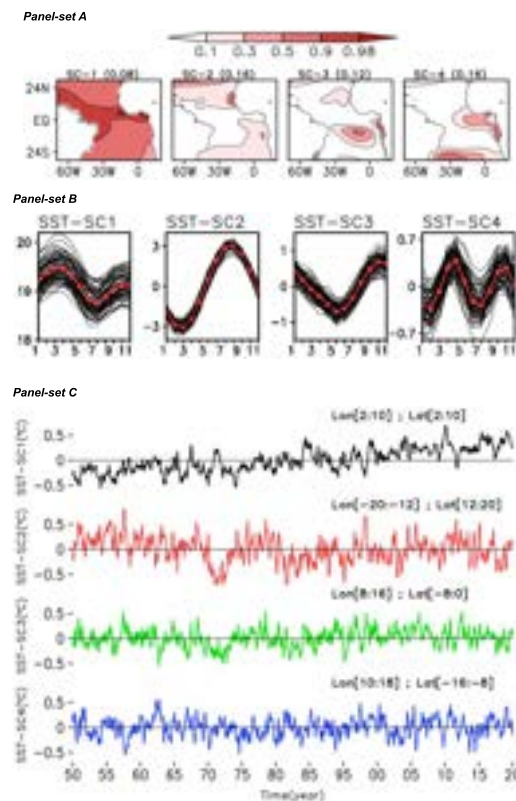 Panel-set A
0.1 0.3 0.5 0.9 0.98
SC-1 (0.08) SC-2 (0.16) SC-3 (0.12) SC-4 (0.16)
24N
EQ
24S
60W 30W 0 60W 30W 0 60W 30W 0 60W 30W 0
Panel-set B
SST-SC1 SST-SC2 SST-SC3 SST-SC4
20 3 1 0.7
19 0 0 0
18 -3 -1 -0.7
1 3 5 7 9 11 1 3 5 7 9 11 1 3 5 7 9 11 1 3 5 7 9 11
Panel-set C
Lon[2:10] ; Lat[2:10]
SST-SC1(°C)
0.5
0
-0.5
Lon[-20:-12] ; Lat[12:20]
SST-SC2(°C)
0.5
0
-0.5
Lon[8:16] ; Lat[-8:0]
SST-SC3(°C)
0.5
0
-0.5
Lon[10:18] ; Lat[-16:-8]
SST-SC4(°C)
0.5
0
-0.5
50 55 60 65 70 75 80 85 90 95 00 05 10 15 20
Time(year)